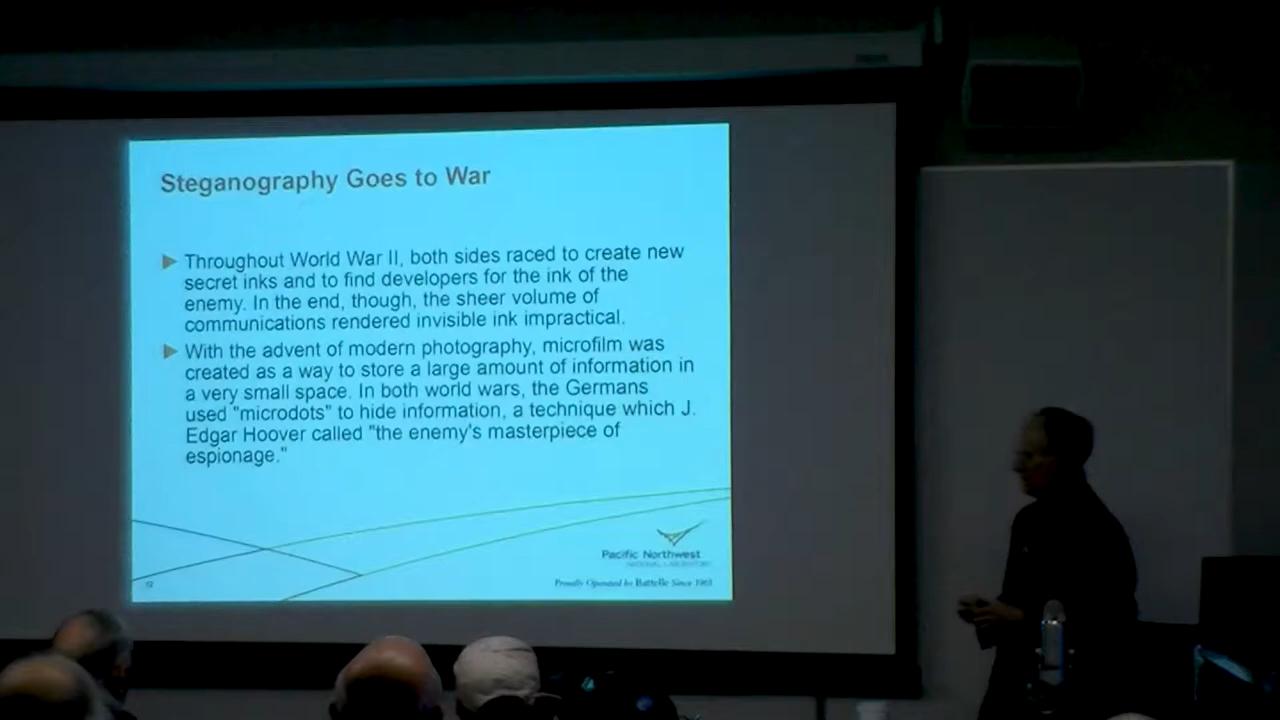 Steganography Goes to War
Throughout World War II, both sides raced to create new
secret inks and to find developers for the ink of the
enemy. In the end, though, the sheer volume of
communications rendered invisible ink impractical.
With the advent of modern photography, microfilm was
created as a way to store a large amount of information in
a very small space. In both world wars, the Germans
used "microdots" to hide information, a technique which J.
Edgar Hoover called "the enemy's masterpiece of
espionage."
Pacific Northwest
NATIONAL LABORATORY
Proudly Operated by Battelle Since 1965